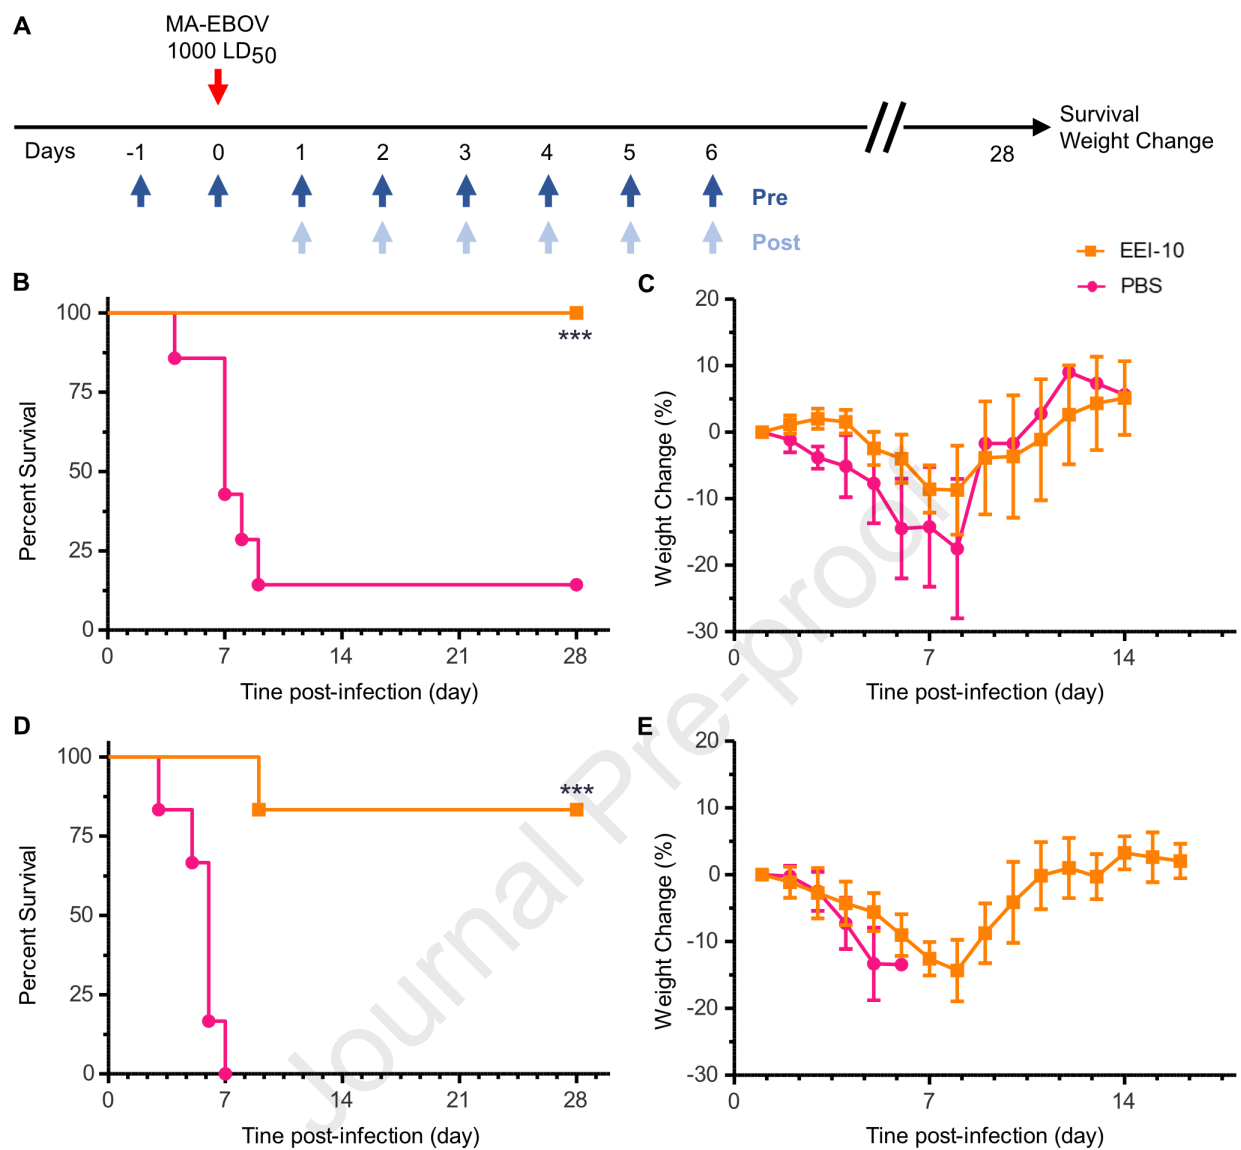 A
MA-EBOV
1000 LD50
Survival
Weight Change
Days -1 0 1 2 3 4 5 6 28
Pre
Post
EEI-10
PBS
B
100
75
50
25
0
0 7 14 21 28
***
Percent Survival
Tine post-infection (day)
C
20
10
0
-10
-20
-30
0 7 14
Weight Change (%)
Tine post-infection (day)
D
100
75
50
25
0
0 7 14 21 28
***
Percent Survival
Tine post-infection (day)
E
20
10
0
-10
-20
-30
0 7 14
Weight Change (%)
Tine post-infection (day)
Journal Pre-proof